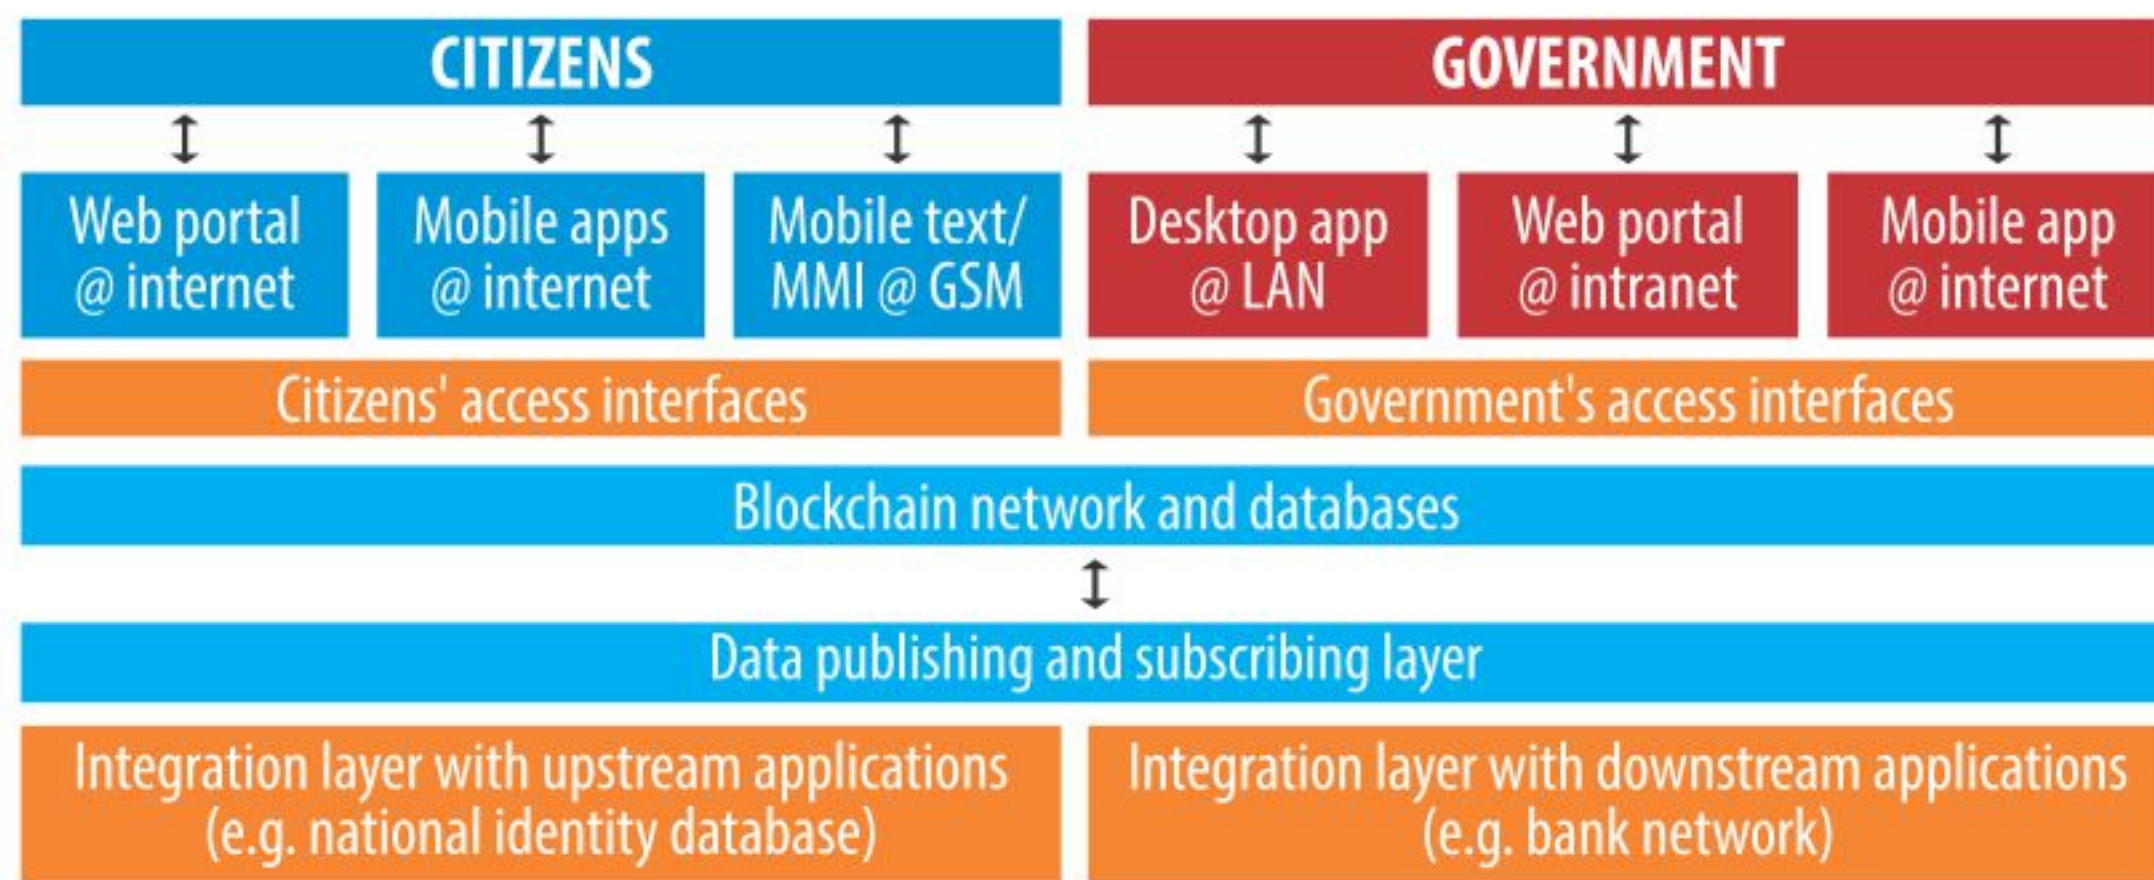 CITIZENS
GOVERNMENT
Web portal
@ internet
Mobile apps
@ internet
Mobile text/
MMI @ GSM
Desktop app
@ LAN
Web portal
@ intranet
Mobile app
@ internet
Citizens' access interfaces
Government's access interfaces
Blockchain network and databases
Data publishing and subscribing layer
Integration layer with upstream applications
(e.g. national identity database)
Integration layer with downstream applications
(e.g. bank network)